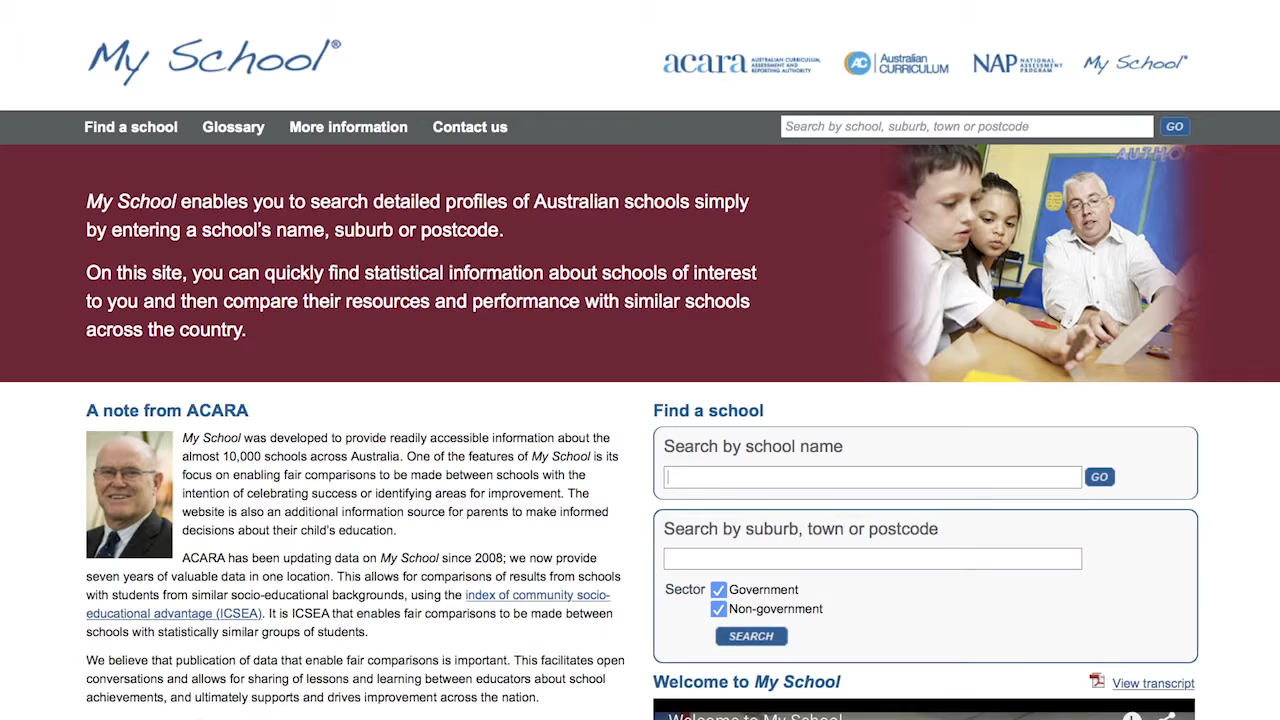 My School®
acara AUSTRALIAN CURRICULUM, ASSESSMENT AND REPORTING AUTHORITY
AC Australian CURRICULUM
NAP NATIONAL ASSESSMENT PROGRAM
My School®
Find a school Glossary More information Contact us
Search by school, suburb, town or postcode GO
AUTHO
My School enables you to search detailed profiles of Australian schools simply
by entering a school's name, suburb or postcode.
On this site, you can quickly find statistical information about schools of interest
to you and then compare their resources and performance with similar schools
across the country.
A note from ACARA
My School was developed to provide readily accessible information about the
almost 10,000 schools across Australia. One of the features of My School is its
focus on enabling fair comparisons to be made between schools with the
intention of celebrating success or identifying areas for improvement. The
website is also an additional information source for parents to make informed
decisions about their child's education.
ACARA has been updating data on My School since 2008; we now provide
seven years of valuable data in one location. This allows for comparisons of results from schools
with students from similar socio-educational backgrounds, using the index of community socio-
educational advantage (ICSEA). It is ICSEA that enables fair comparisons to be made between
schools with statistically similar groups of students.
We believe that publication of data that enable fair comparisons is important. This facilitates open
conversations and allows for sharing of lessons and learning between educators about school
achievements, and ultimately supports and drives improvement across the nation.
Find a school
Search by school name
GO
Search by suburb, town or postcode
Sector Government
Non-government
SEARCH
Welcome to My School
View transcript
Welcome to My School